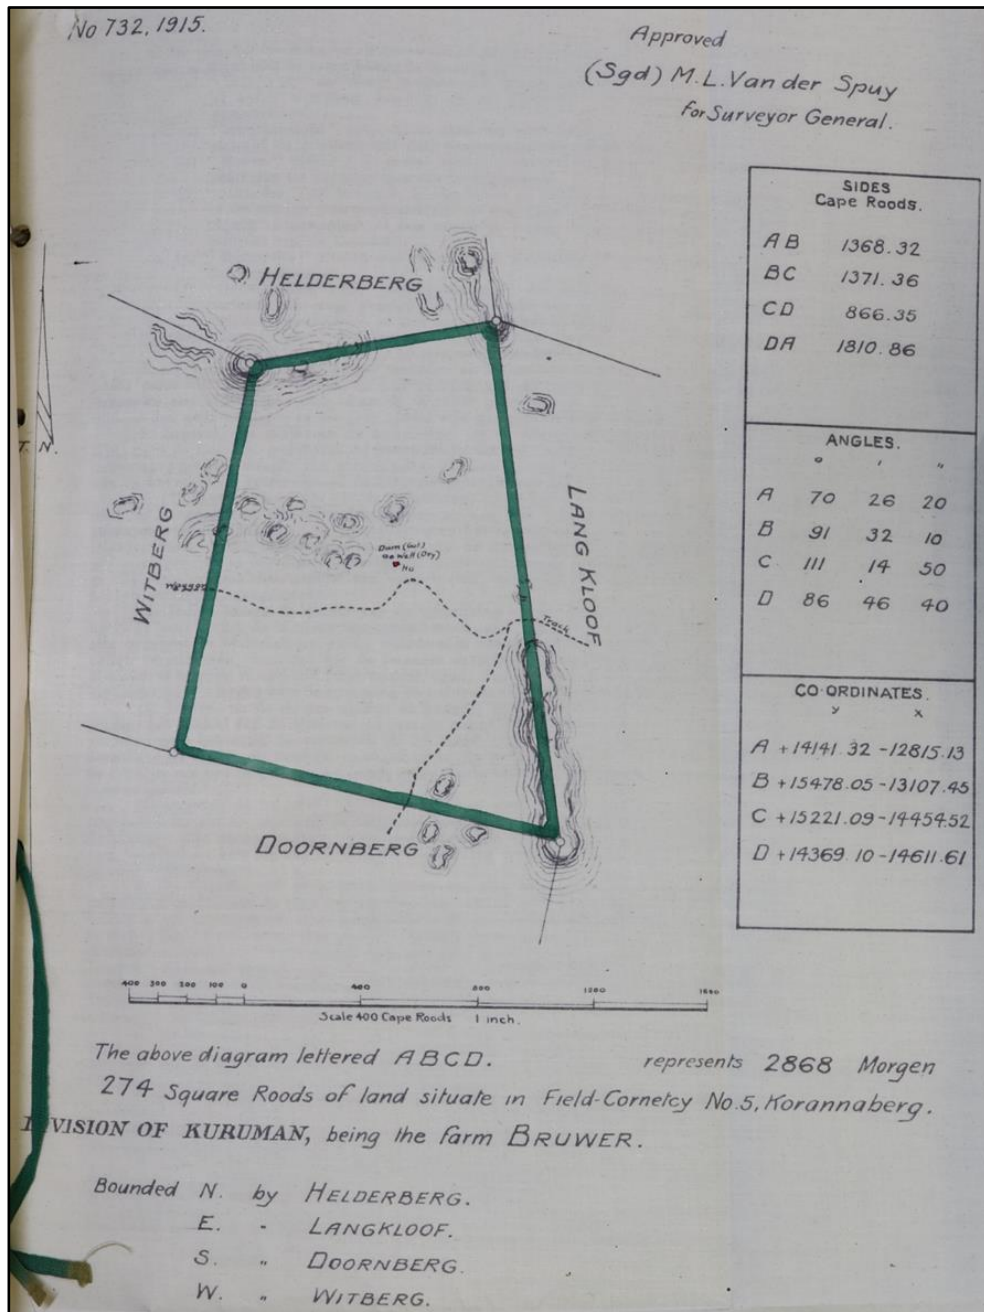 No 732, 1915.
Approved
(Sgd) M.L. Van der Spuy
for Surveyor General.
SIDES
Cape Roods.
AB 1368.32
BC 1371.36
CD 866.35
DA 1810.86
ANGLES.
° ' "
A 70 26 20
B 91 32 10
C 111 14 50
D 86 46 40
CO-ORDINATES.
y x
A +14141.32 -12815.13
B +15478.05 -13107.45
C +15221.09 -14454.52
D +14369.10 -14611.61
T. N.
HELDERBERG
WITBERG
LANG KLOOF
Well (Dry)
Track
DOORNBERG
400 300 200 100 0 400 800 1200 1600
Scale 400 Cape Roods 1 inch.
The above diagram lettered ABCD. represents 2868 Morgen
274 Square Roods of land situate in Field-Cornetcy No.5, Korannaberg.
DIVISION OF KURUMAN, being the farm BRUWER.
Bounded N. by HELDERBERG.
E. " LANGKLOOF.
S. " DOORNBERG.
W. " WITBERG.